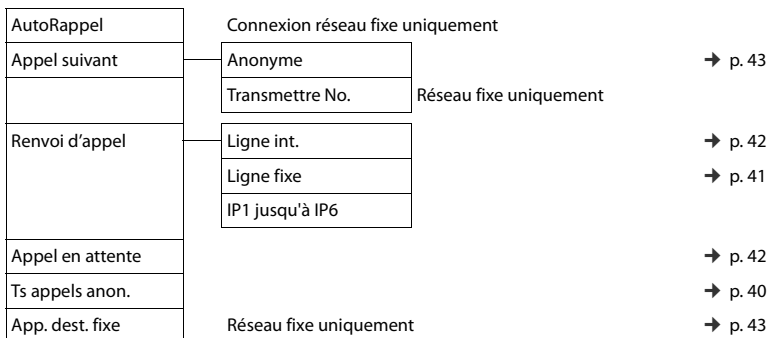 AutoRappel Connexion réseau fixe uniquement
Appel suivant Anonyme ➔ p. 43
Transmettre No. Réseau fixe uniquement
Renvoi d’appel Ligne int. ➔ p. 42
Ligne fixe ➔ p. 41
IP1 jusqu'à IP6
Appel en attente ➔ p. 42
Ts appels anon. ➔ p. 40
App. dest. fixe Réseau fixe uniquement ➔ p. 43